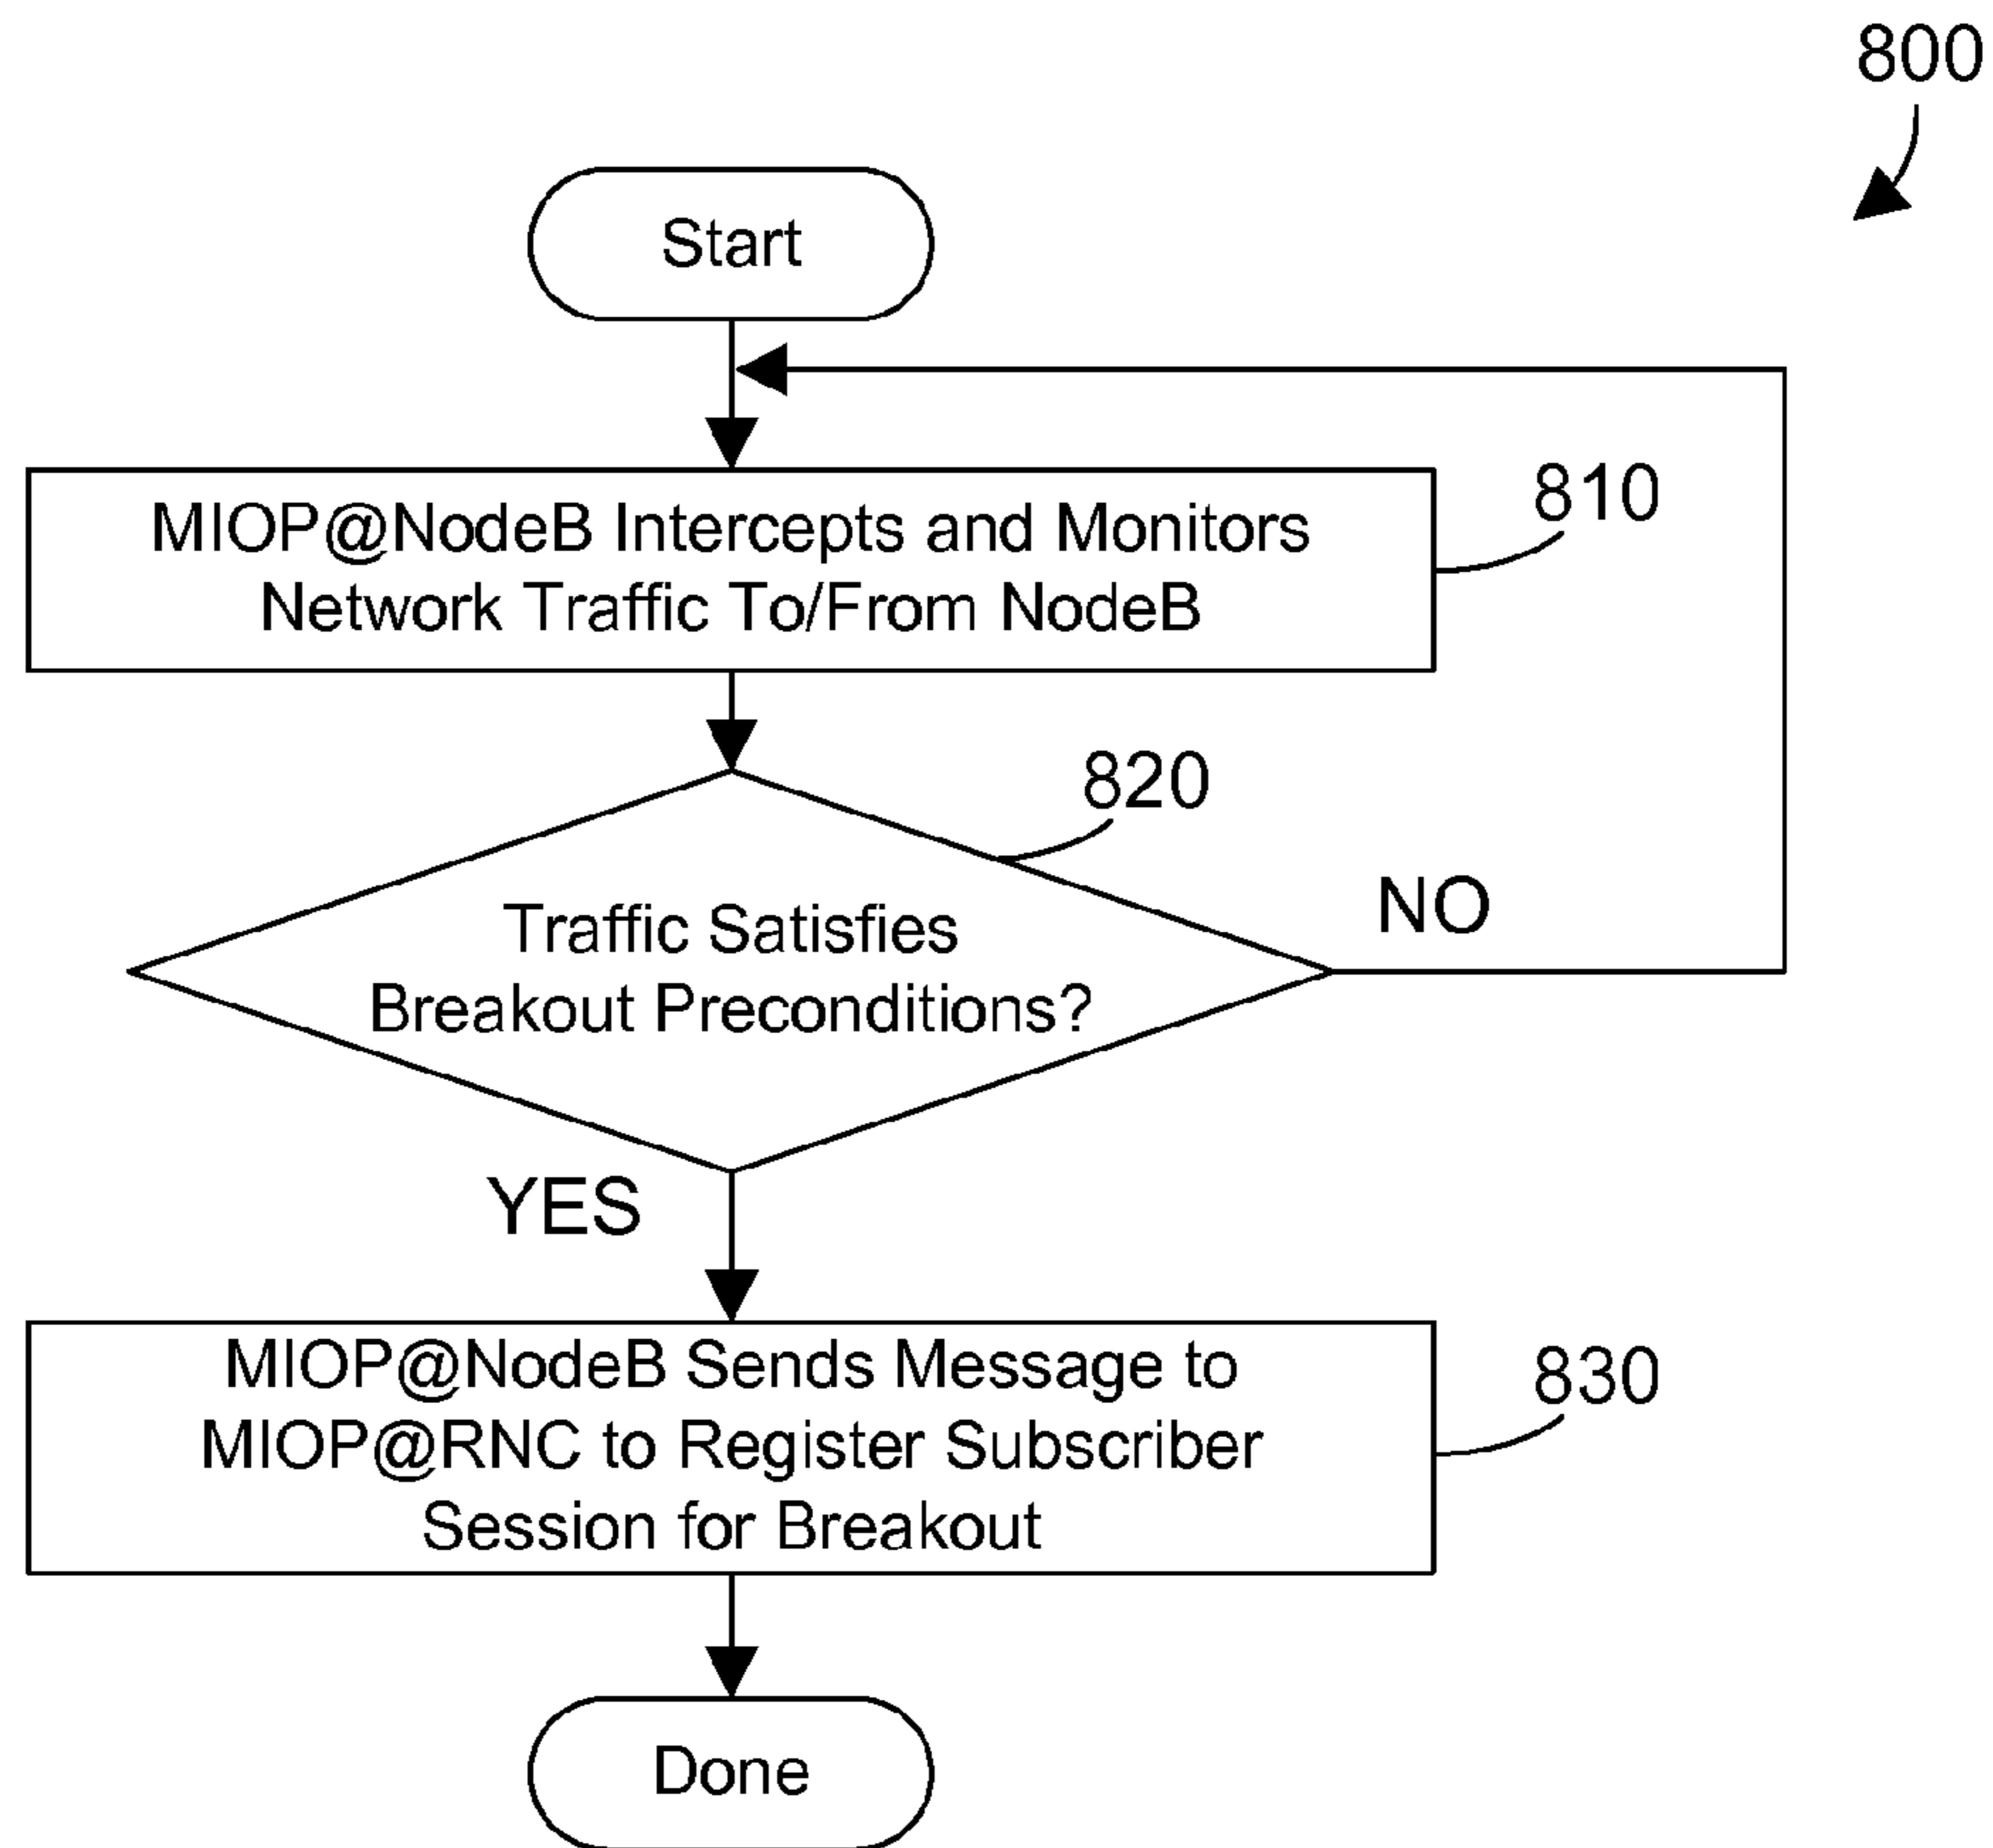 800
Start
MIOP@NodeB Intercepts and Monitors
Network Traffic To/From NodeB
810
820
Traffic Satisfies
Breakout Preconditions?
NO
YES
MIOP@NodeB Sends Message to
MIOP@RNC to Register Subscriber
Session for Breakout
830
Done